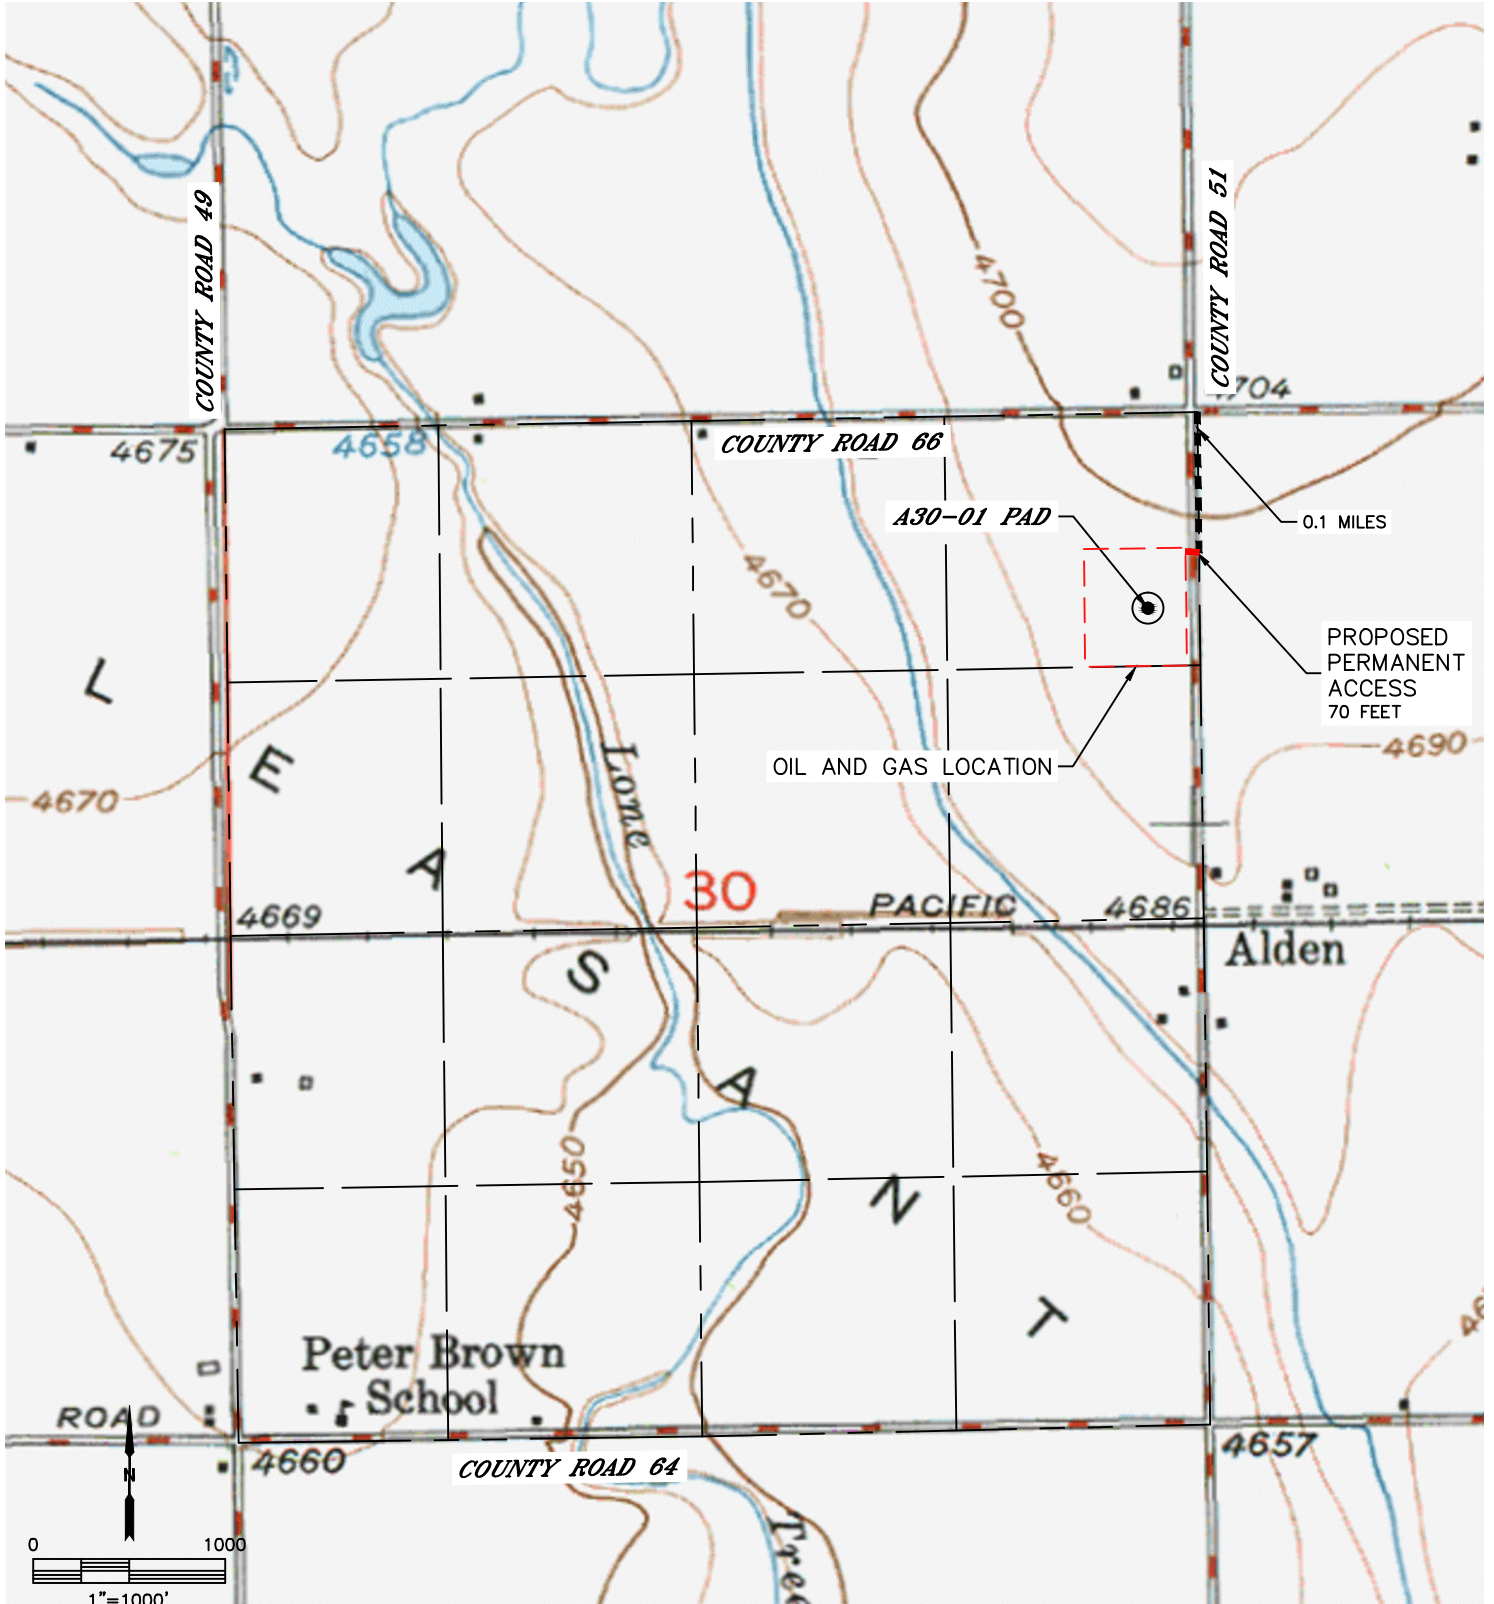 COUNTY ROAD 49
COUNTY ROAD 51
4700
4704
4675
4658
COUNTY ROAD 66
A30-01 PAD
0.1 MILES
4670
PROPOSED
PERMANENT
ACCESS
70 FEET
L
E
A
S
A
N
T
Lone
OIL AND GAS LOCATION
4690
4670
30
4669
PACIFIC
4686
Alden
4650
4660
Peter Brown
School
ROAD
4660
COUNTY ROAD 64
4657
Tree
N
0 1000
1"=1000'